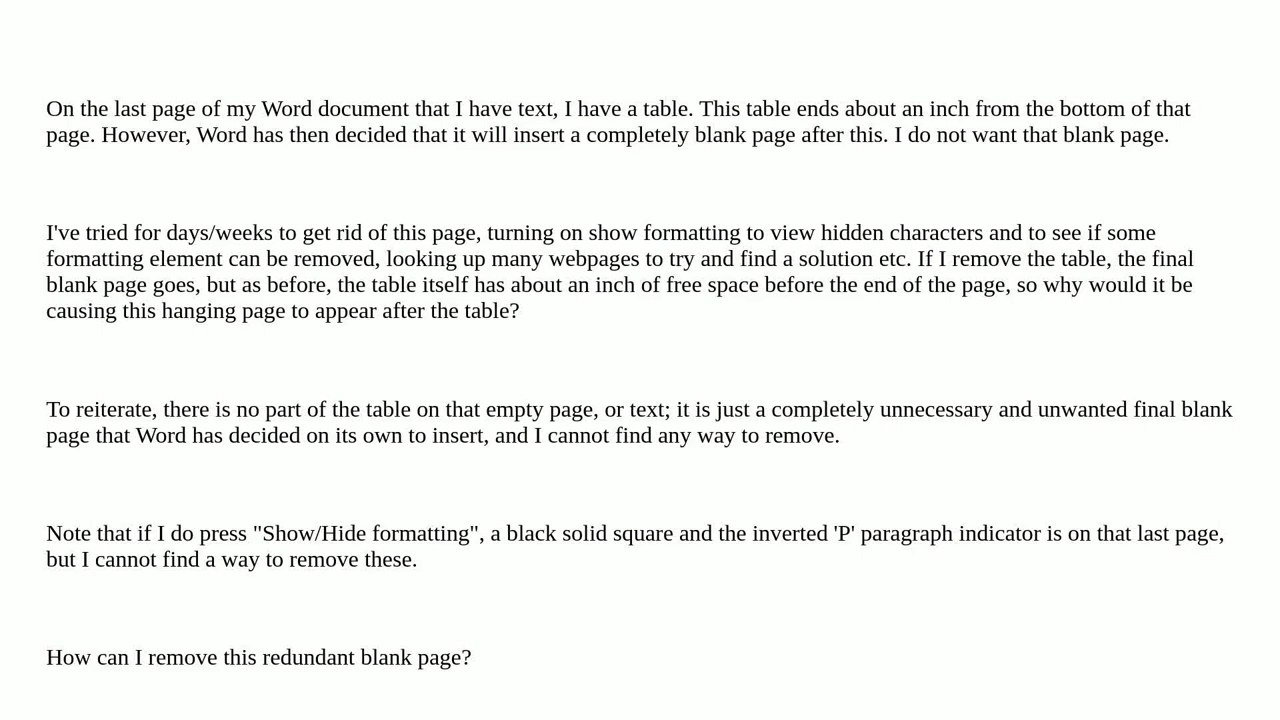 On the last page of my Word document that I have text, I have a table. This table ends about an inch from the bottom of that
page. However, Word has then decided that it will insert a completely blank page after this. I do not want that blank page.
I've tried for days/weeks to get rid of this page, turning on show formatting to view hidden characters and to see if some
formatting element can be removed, looking up many webpages to try and find a solution etc. If I remove the table, the final
blank page goes, but as before, the table itself has about an inch of free space before the end of the page, so why would it be
causing this hanging page to appear after the table?
To reiterate, there is no part of the table on that empty page, or text; it is just a completely unnecessary and unwanted final blank
page that Word has decided on its own to insert, and I cannot find any way to remove.
Note that if I do press "Show/Hide formatting", a black solid square and the inverted 'P' paragraph indicator is on that last page,
but I cannot find a way to remove these.
How can I remove this redundant blank page?